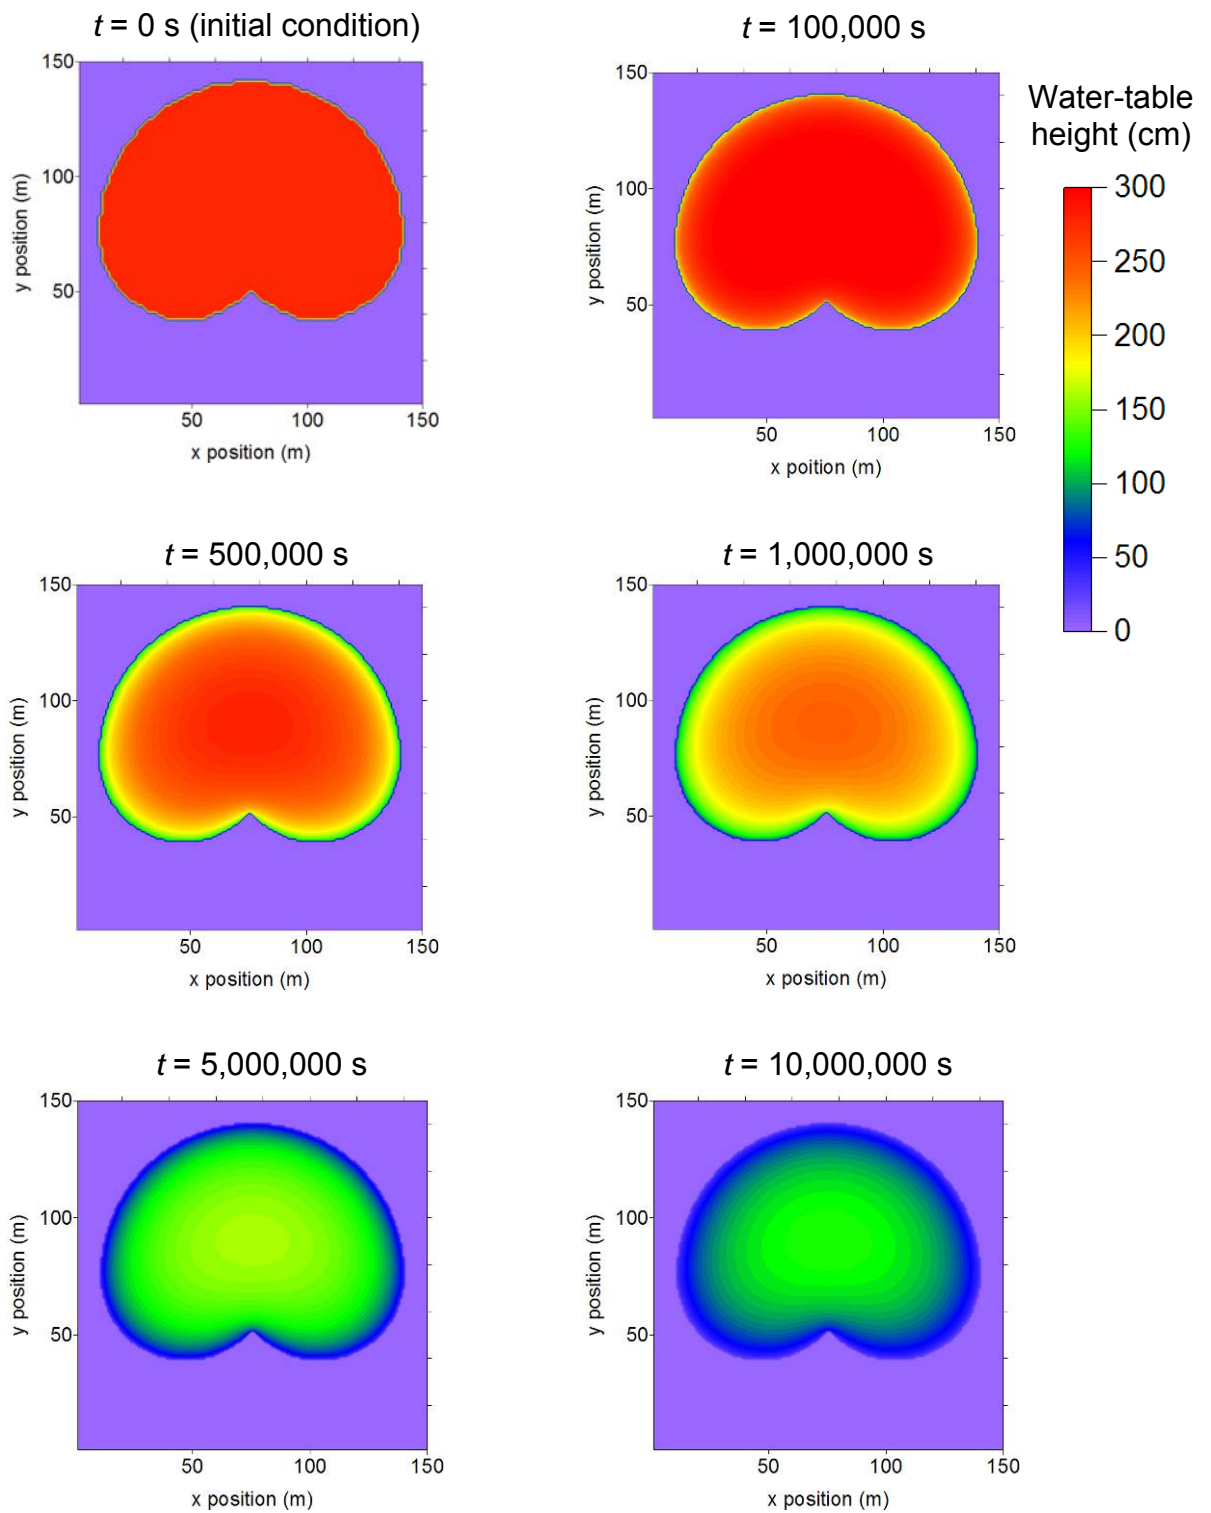 t = 0 s (initial condition)
150
100
50
y position (m)
50 100 150
x position (m)
t = 100,000 s
150
100
50
y position (m)
50 100 150
x poition (m)
Water-table
height (cm)
300
250
200
150
100
50
0
t = 500,000 s
150
100
50
y position (m)
50 100 150
x position (m)
t = 1,000,000 s
150
100
50
y position (m)
50 100 150
x position (m)
t = 5,000,000 s
150
100
50
y position (m)
50 100 150
x position (m)
t = 10,000,000 s
150
100
50
y position (m)
50 100 150
x position (m)